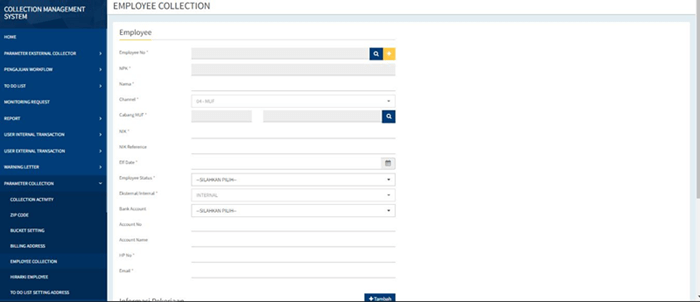 COLLECTION MANAGEMENT
SYSTEM
HOME
PARAMETER EKSTERNAL COLLECTOR
PENGAJUAN WORKFLOW
TO DO LIST
MONITORING REQUEST
REPORT
USER INTERNAL TRANSACTION
USER EXTERNAL TRANSACTION
WARNING LETTER
PARAMETER COLLECTION
COLLECTION ACTIVITY
ZIP CODE
BUCKET SETTING
BILLING ADDRESS
EMPLOYEE COLLECTION
HIRARKI EMPLOYEE
TO DO LIST SETTING ADDRESS
EMPLOYEE COLLECTION
Employee
Employee No *
NPK *
Name *
Channel *
04 - MUF
Cabang MUF *
NIK *
NIK Reference
Eff Date *
Employee Status *
--SILAHKAN PILIH--
Eksternal/Internal *
INTERNAL
Bank Account
--SILAHKAN PILIH--
Account No
Account Name
HP No *
Email *
Informasi Pekerjaan
+ Tambah